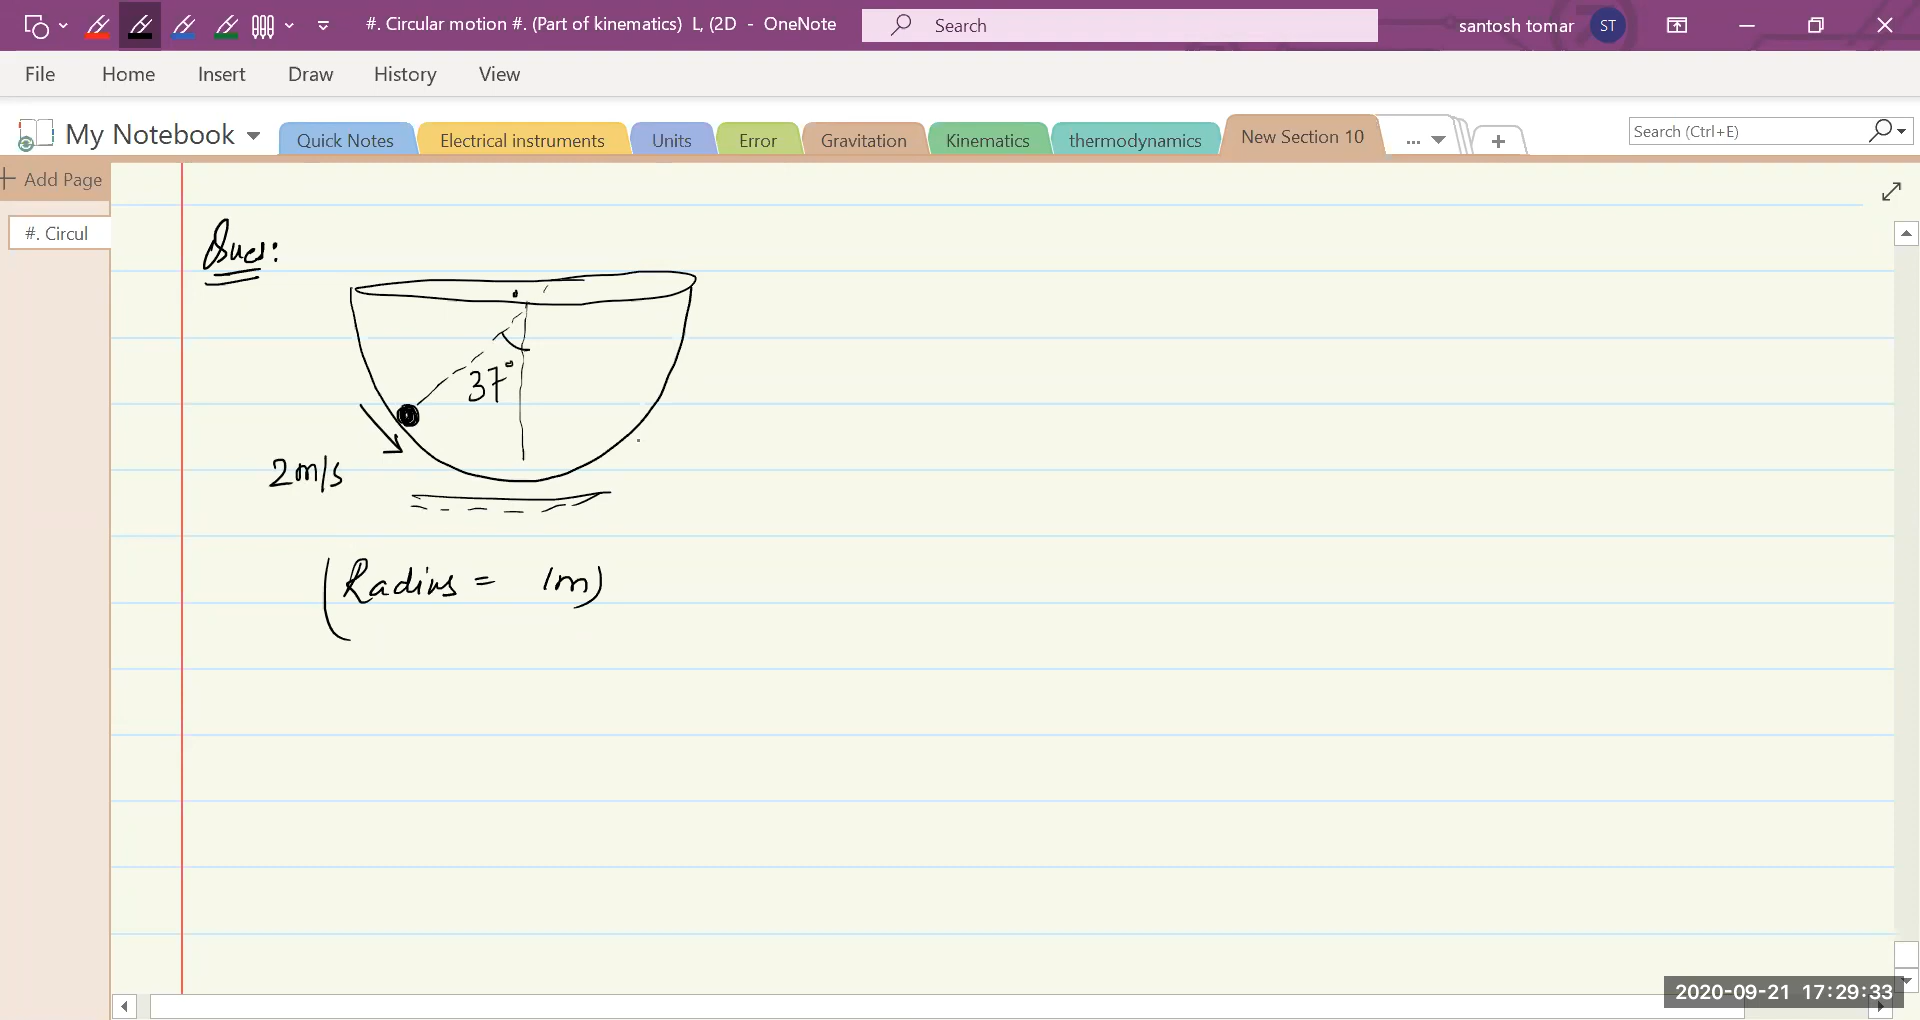 #. Circular motion #. (Part of kinematics) L, (2D - OneNote
Search
santosh tomar
ST
File Home Insert Draw History View
My Notebook
Quick Notes
Electrical instruments
Units
Error
Gravitation
Kinematics
thermodynamics
New Section 10
...
Search (Ctrl+E)
Add Page
#. Circul
Ques:
37°
2m/s
(Radius = 1m)
2020-09-21 17:29:33